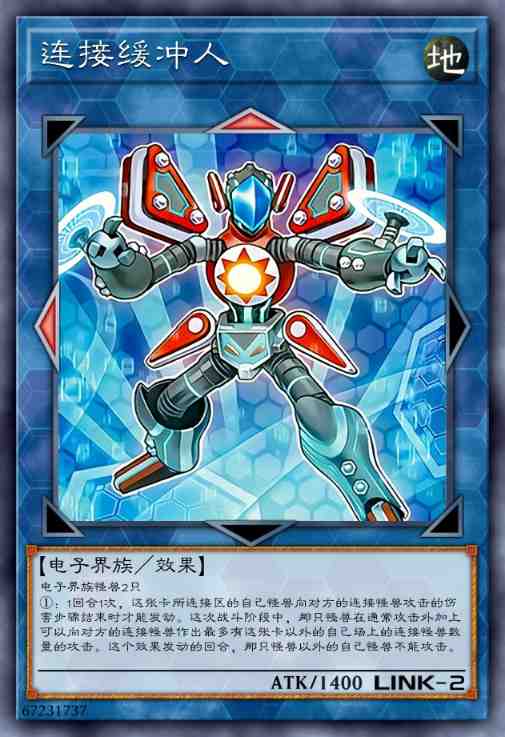 连接缓冲人
地
【电子界族／效果】
电子界族怪兽2只
①：1回合1次，这张卡所连接区的自己怪兽向对方的连接怪兽攻击的伤
害步骤结束时才能发动。这次战斗阶段中，那只怪兽在通常攻击外加上
可以向对方的连接怪兽作出最多有这张卡以外的自己场上的连接怪兽数
量的攻击。这个效果发动的回合，那只怪兽以外的自己怪兽不能攻击。
ATK/1400 LINK-2
67231737